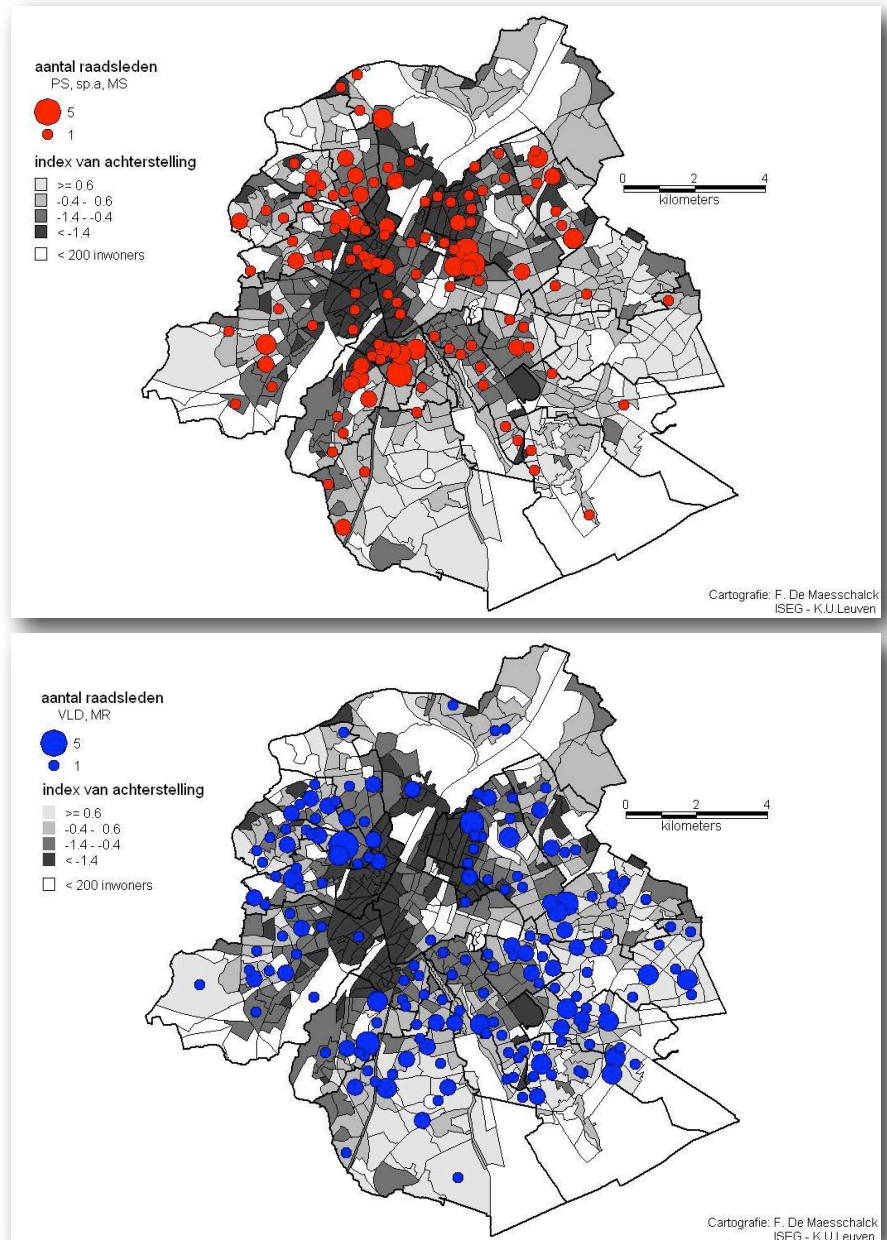 aantal raadsleden
PS, sp.a, MS
5
1
index van achterstelling
>= 0.6
-0.4 - 0.6
-1.4 - -0.4
< -1.4
< 200 inwoners
0 2 4
kilometers
Cartografie: F. De Maesschalck
ISEG - K.U.Leuven
aantal raadsleden
VLD, MR
5
1
index van achterstelling
>= 0.6
-0.4 - 0.6
-1.4 - -0.4
< -1.4
< 200 inwoners
0 2 4
kilometers
Cartografie: F. De Maesschalck
ISEG - K.U.Leuven